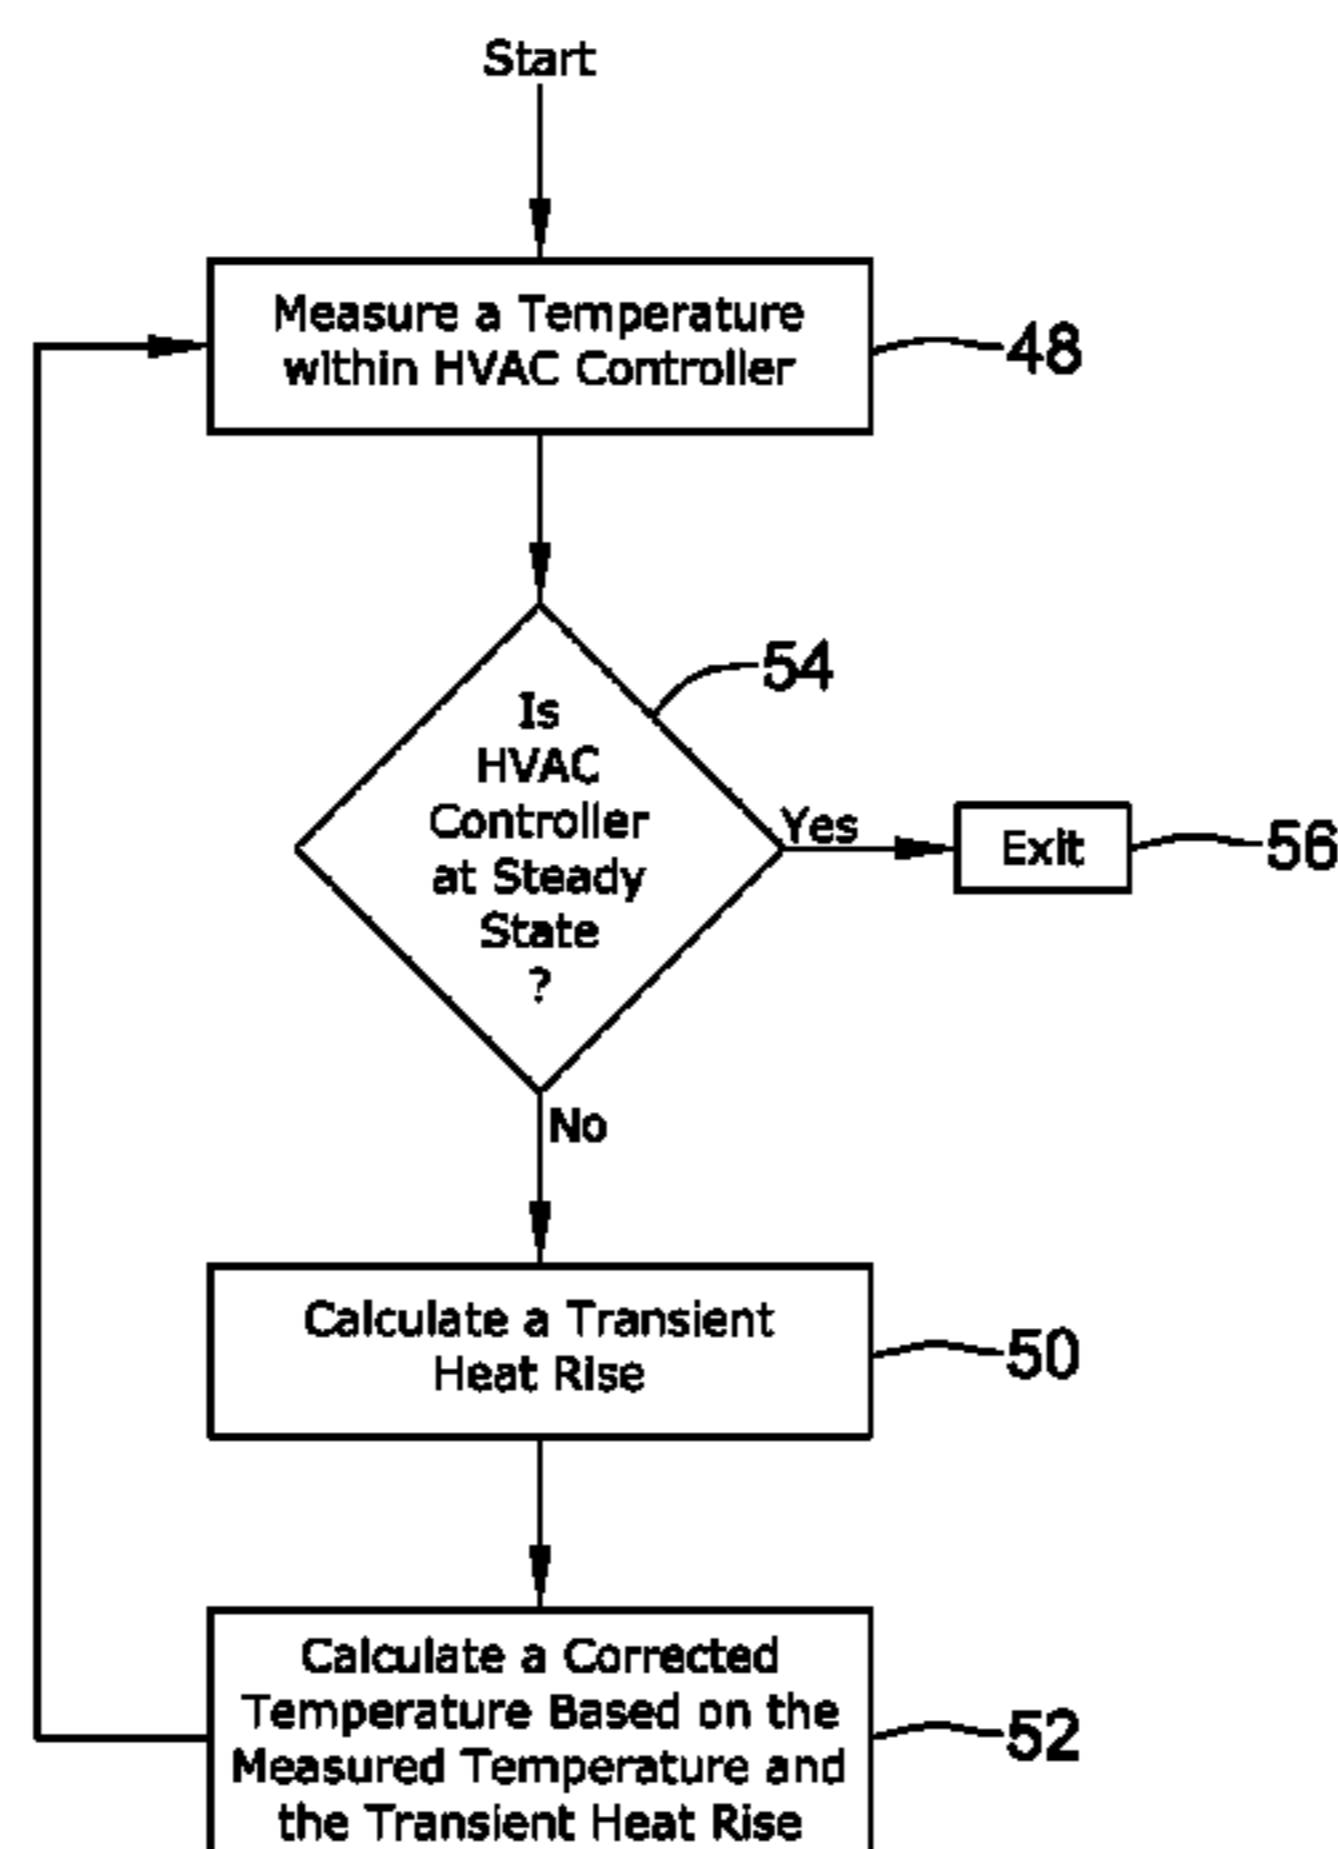 Start
Measure a Temperature
within HVAC Controller
48
54
Is
HVAC
Controller
at Steady
State
?
Yes
Exit
56
No
Calculate a Transient
Heat Rise
50
Calculate a Corrected
Temperature Based on the
Measured Temperature and
the Transient Heat Rise
52